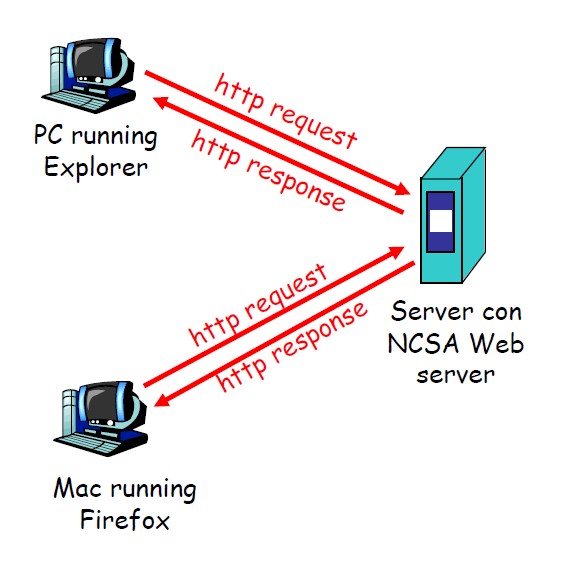 http request
http response
PC running
Explorer
http request
http response
Server con
NCSA Web
server
Mac running
Firefox